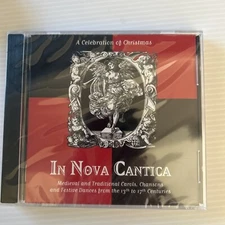 A Celebration of Christmas
IN NOVA CANTICA
Medieval and Traditional Carols, Chansons
and Festive Dances from the 13th to 17th Centuries